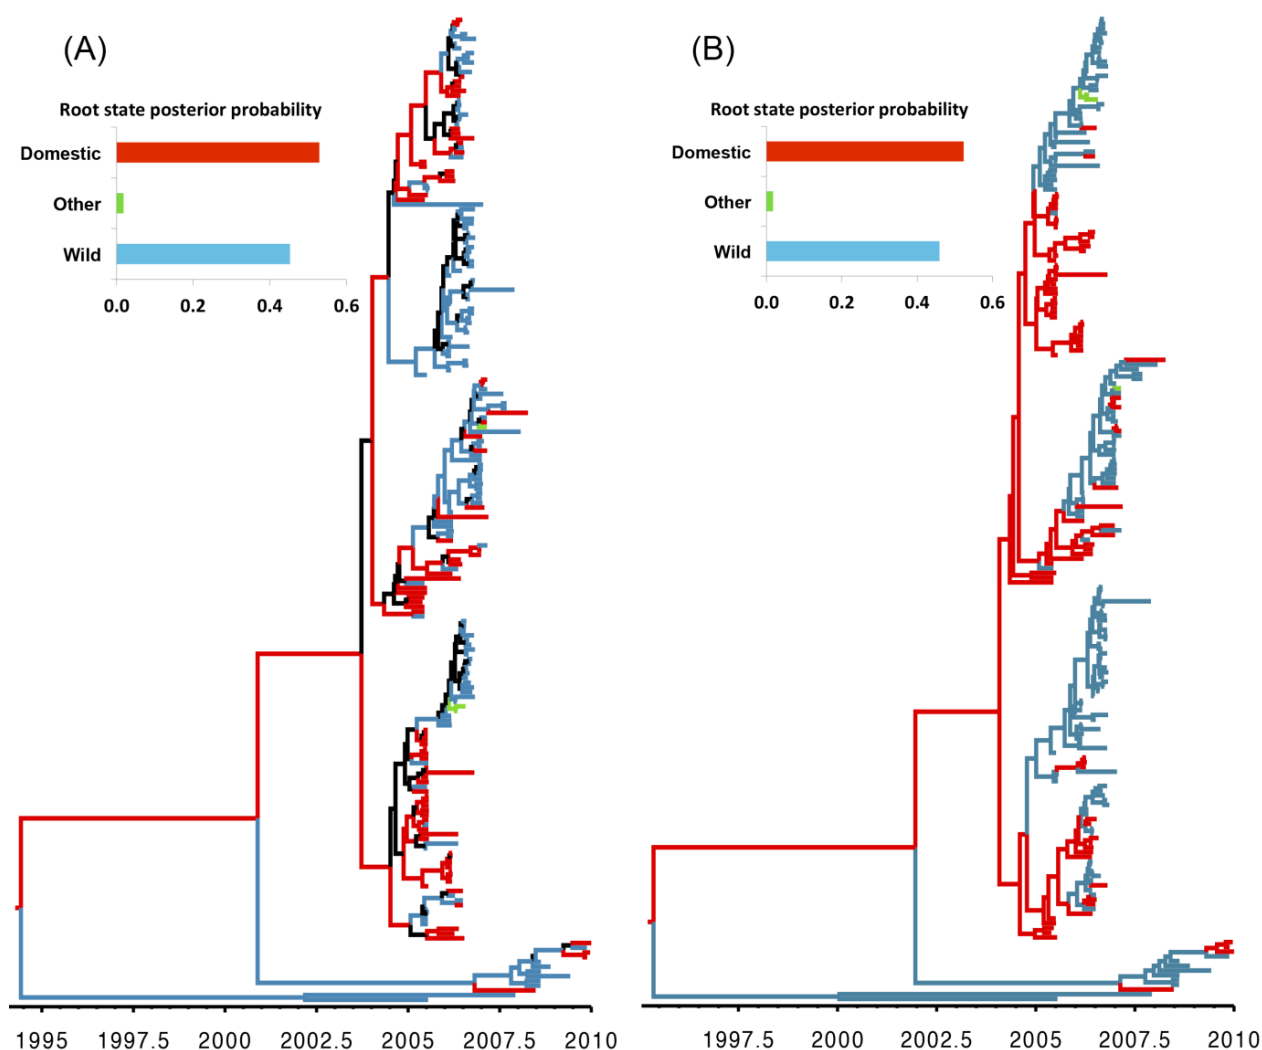 (A)
Root state posterior probability
Domestic
Other
Wild
0.0 0.2 0.4 0.6
1995 1997.5 2000 2002.5 2005 2007.5 2010
(B)
Root state posterior probability
Domestic
Other
Wild
0.0 0.2 0.4 0.6
1997.5 2000 2002.5 2005 2007.5 2010